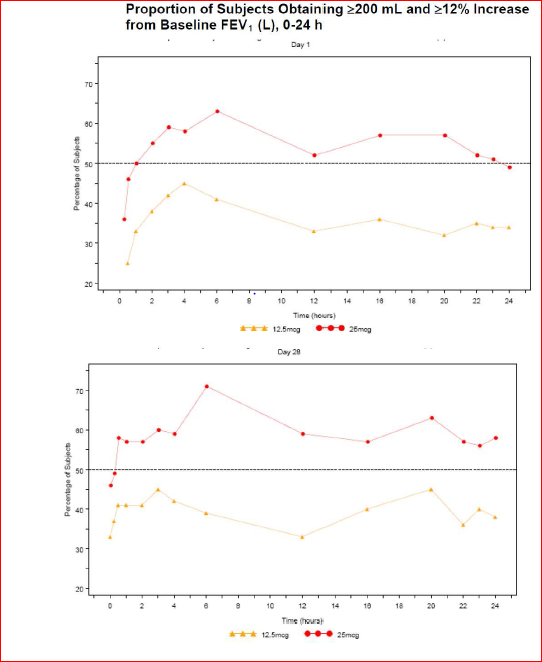 Proportion of Subjects Obtaining ≥200 mL and ≥12% Increase
from Baseline FEV₁ (L), 0-24 h
Day 1
Percentage of Subjects
70
60
50
40
30
20
0 2 4 6 8 10 12 14 16 18 20 22 24
Time (hours)
12.5mcg 25mcg
Day 28
Percentage of Subjects
70
60
50
40
30
20
0 2 4 6 8 10 12 14 16 18 20 22 24
Time (hours)
12.5mcg 25mcg